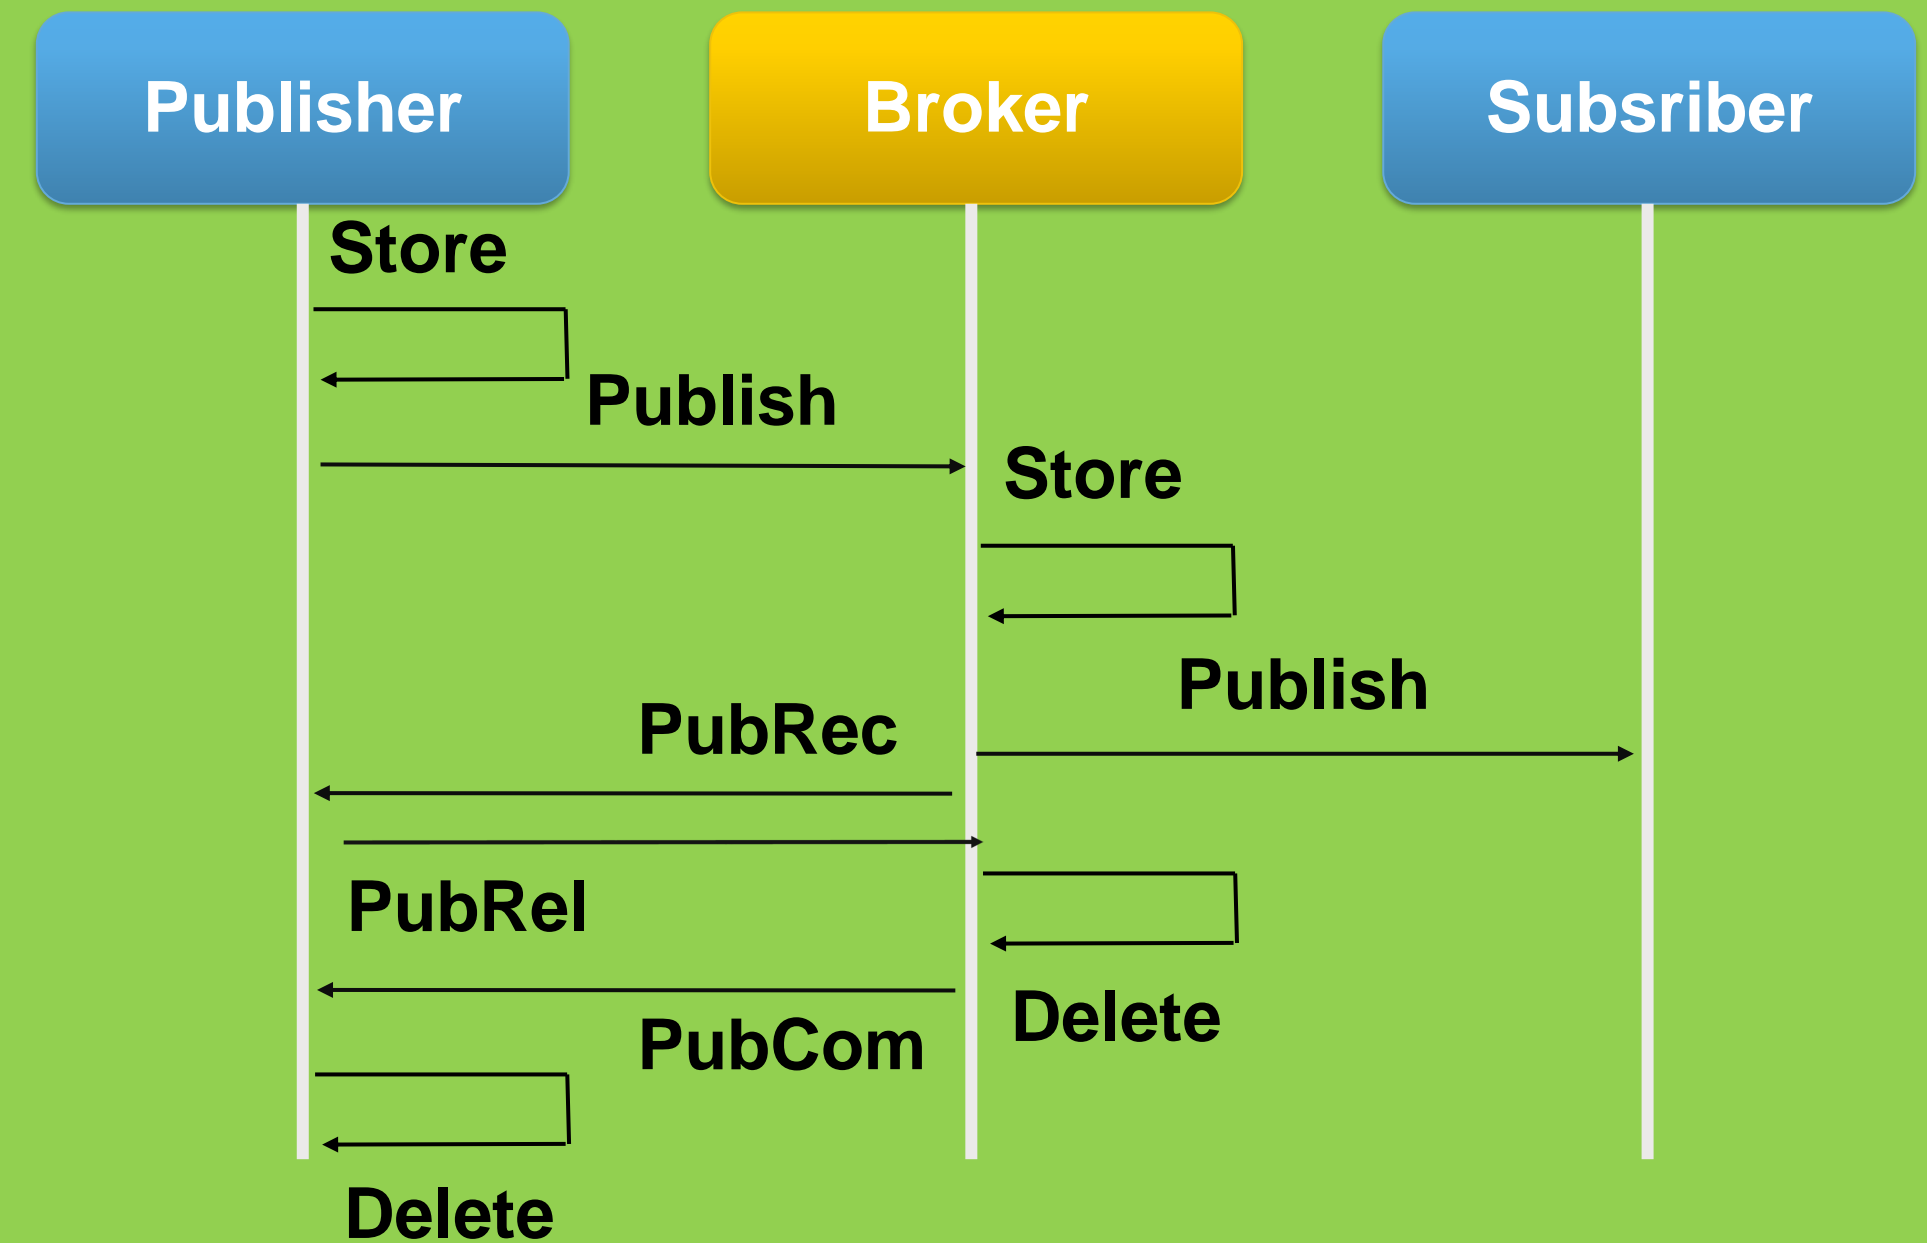 Publisher
Broker
Subsriber
Store
Publish
Store
Publish
PubRec
PubRel
Delete
PubCom
Delete